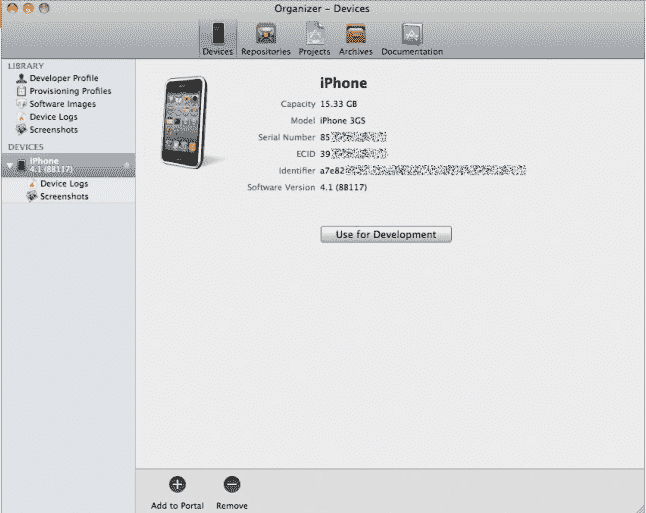 Organizer – Devices
Devices Repositories Projects Archives Documentation
LIBRARY
Developer Profile
Provisioning Profiles
Software Images
Device Logs
Screenshots
DEVICES
iPhone
4.1 (8B117)
Device Logs
Screenshots
iPhone
Capacity 15.33 GB
Model iPhone 3GS
Serial Number 85
ECID 39
Identifier a7e82
Software Version 4.1 (8B117)
Use for Development
Add to Portal Remove